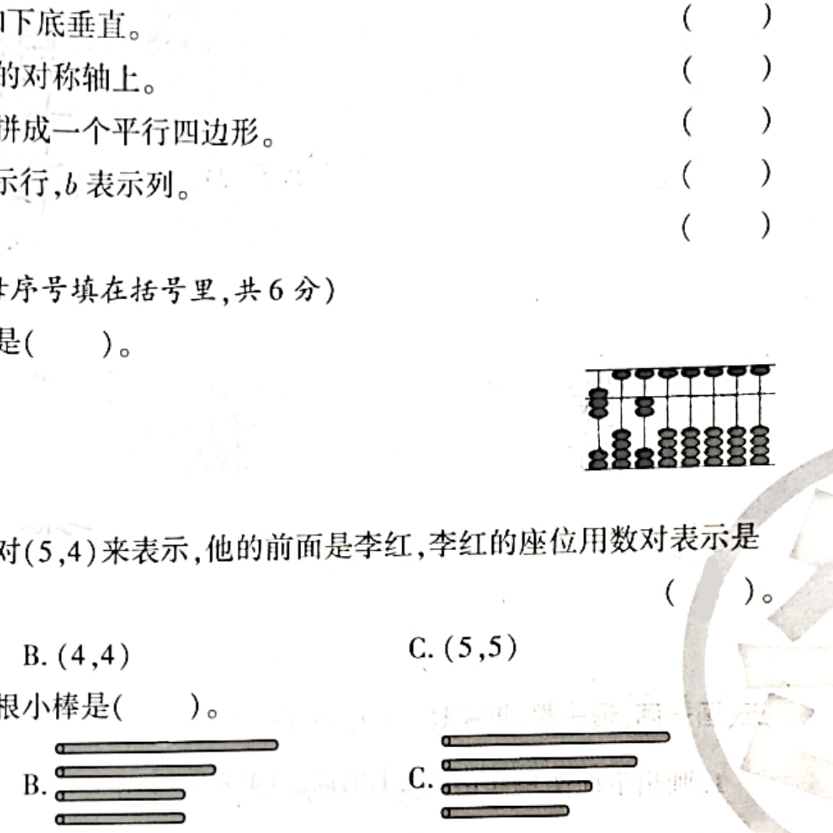 下底垂直。 ( )
的对称轴上。 ( )
拼成一个平行四边形。 ( )
示行,b 表示列。 ( )
( )
序号填在括号里,共 6 分)
是( )。
对(5,4)来表示,他的前面是李红,李红的座位用数对表示是
( )。
B. (4,4) C. (5,5)
根小棒是( )。
B. C.